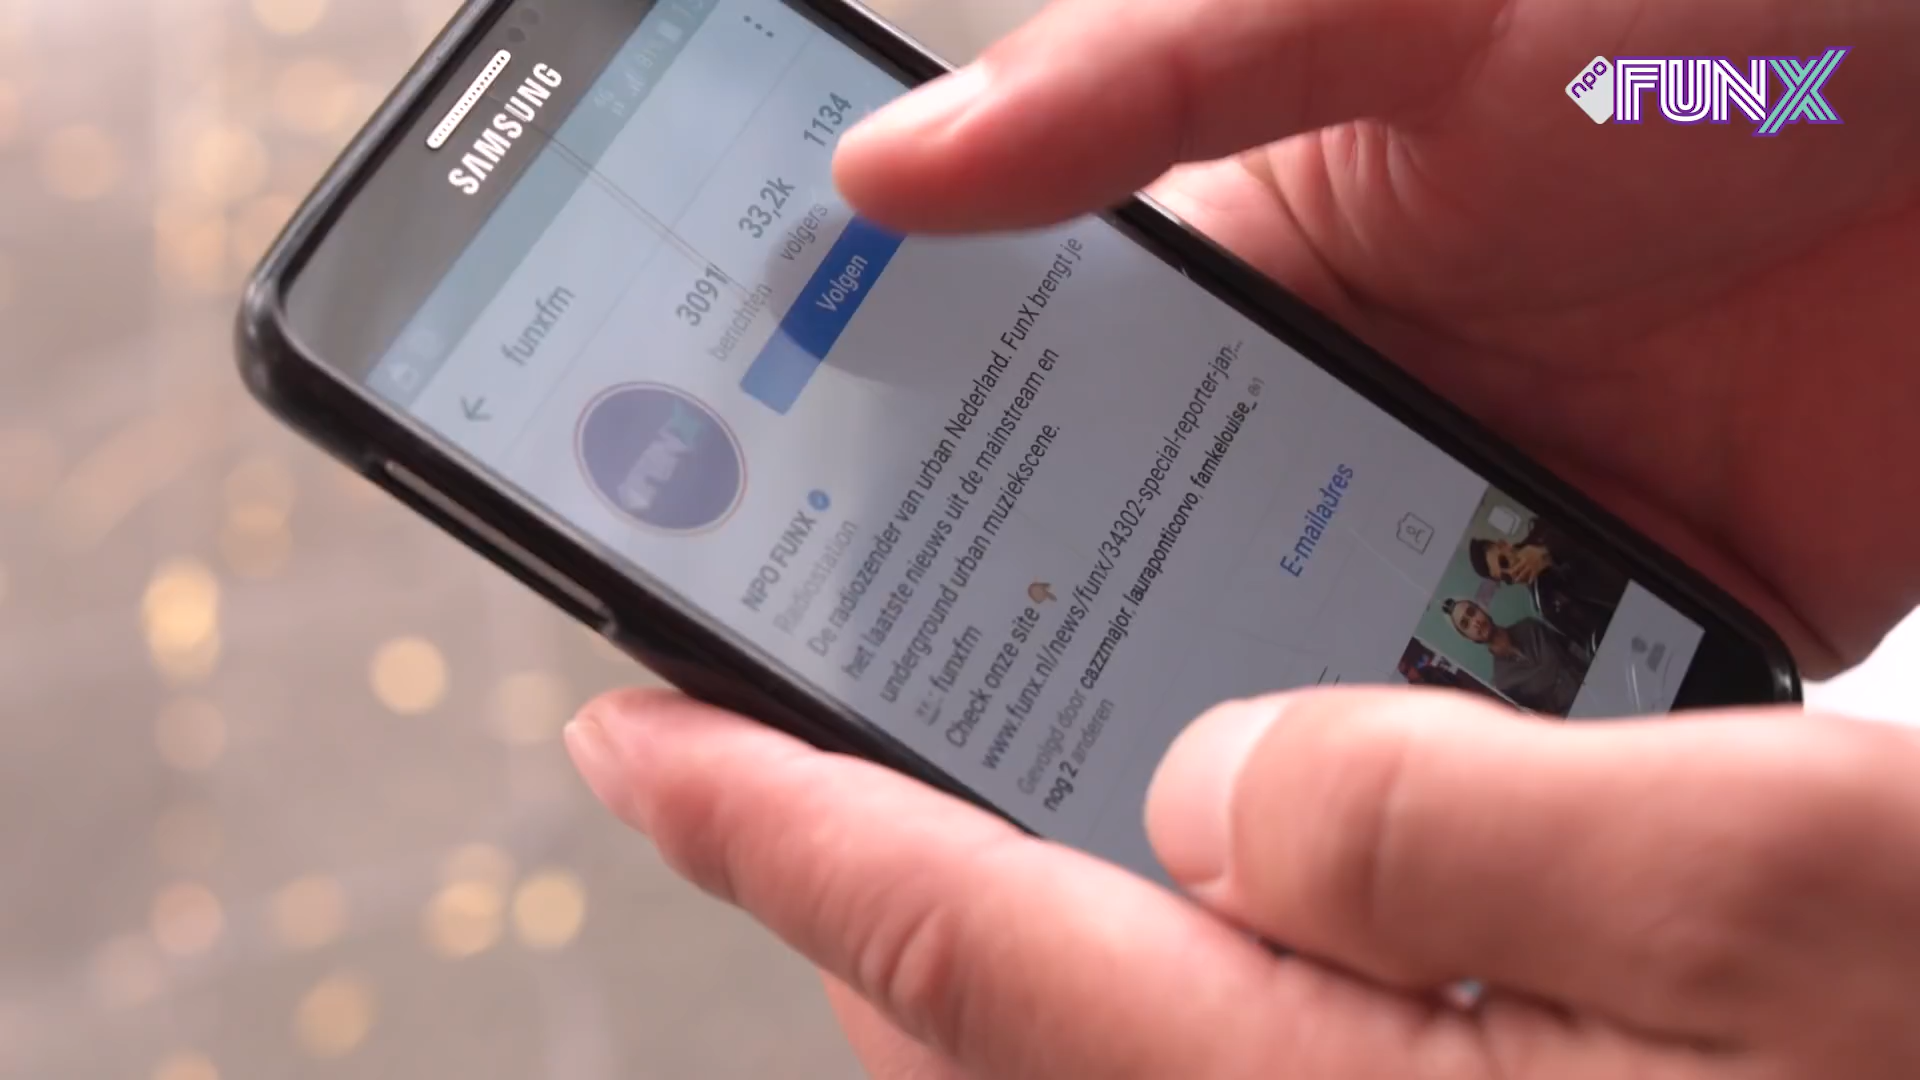 npo FUNX
SAMSUNG
funxfm
3091 33,2k 1134
berichten volgers
Volgen
NPO FUNX
Radiostation
De radiozender van urban Nederland. FunX brengt je
het laatste nieuws uit de mainstream en
underground urban muziekscene.
funxfm
Check onze site
www.funx.nl/news/funx/34302-special-reporter-jan...
Gevolgd door cazzmajor, lauraponticorvo, famkelouise_
nog 2 anderen
E-mailadres